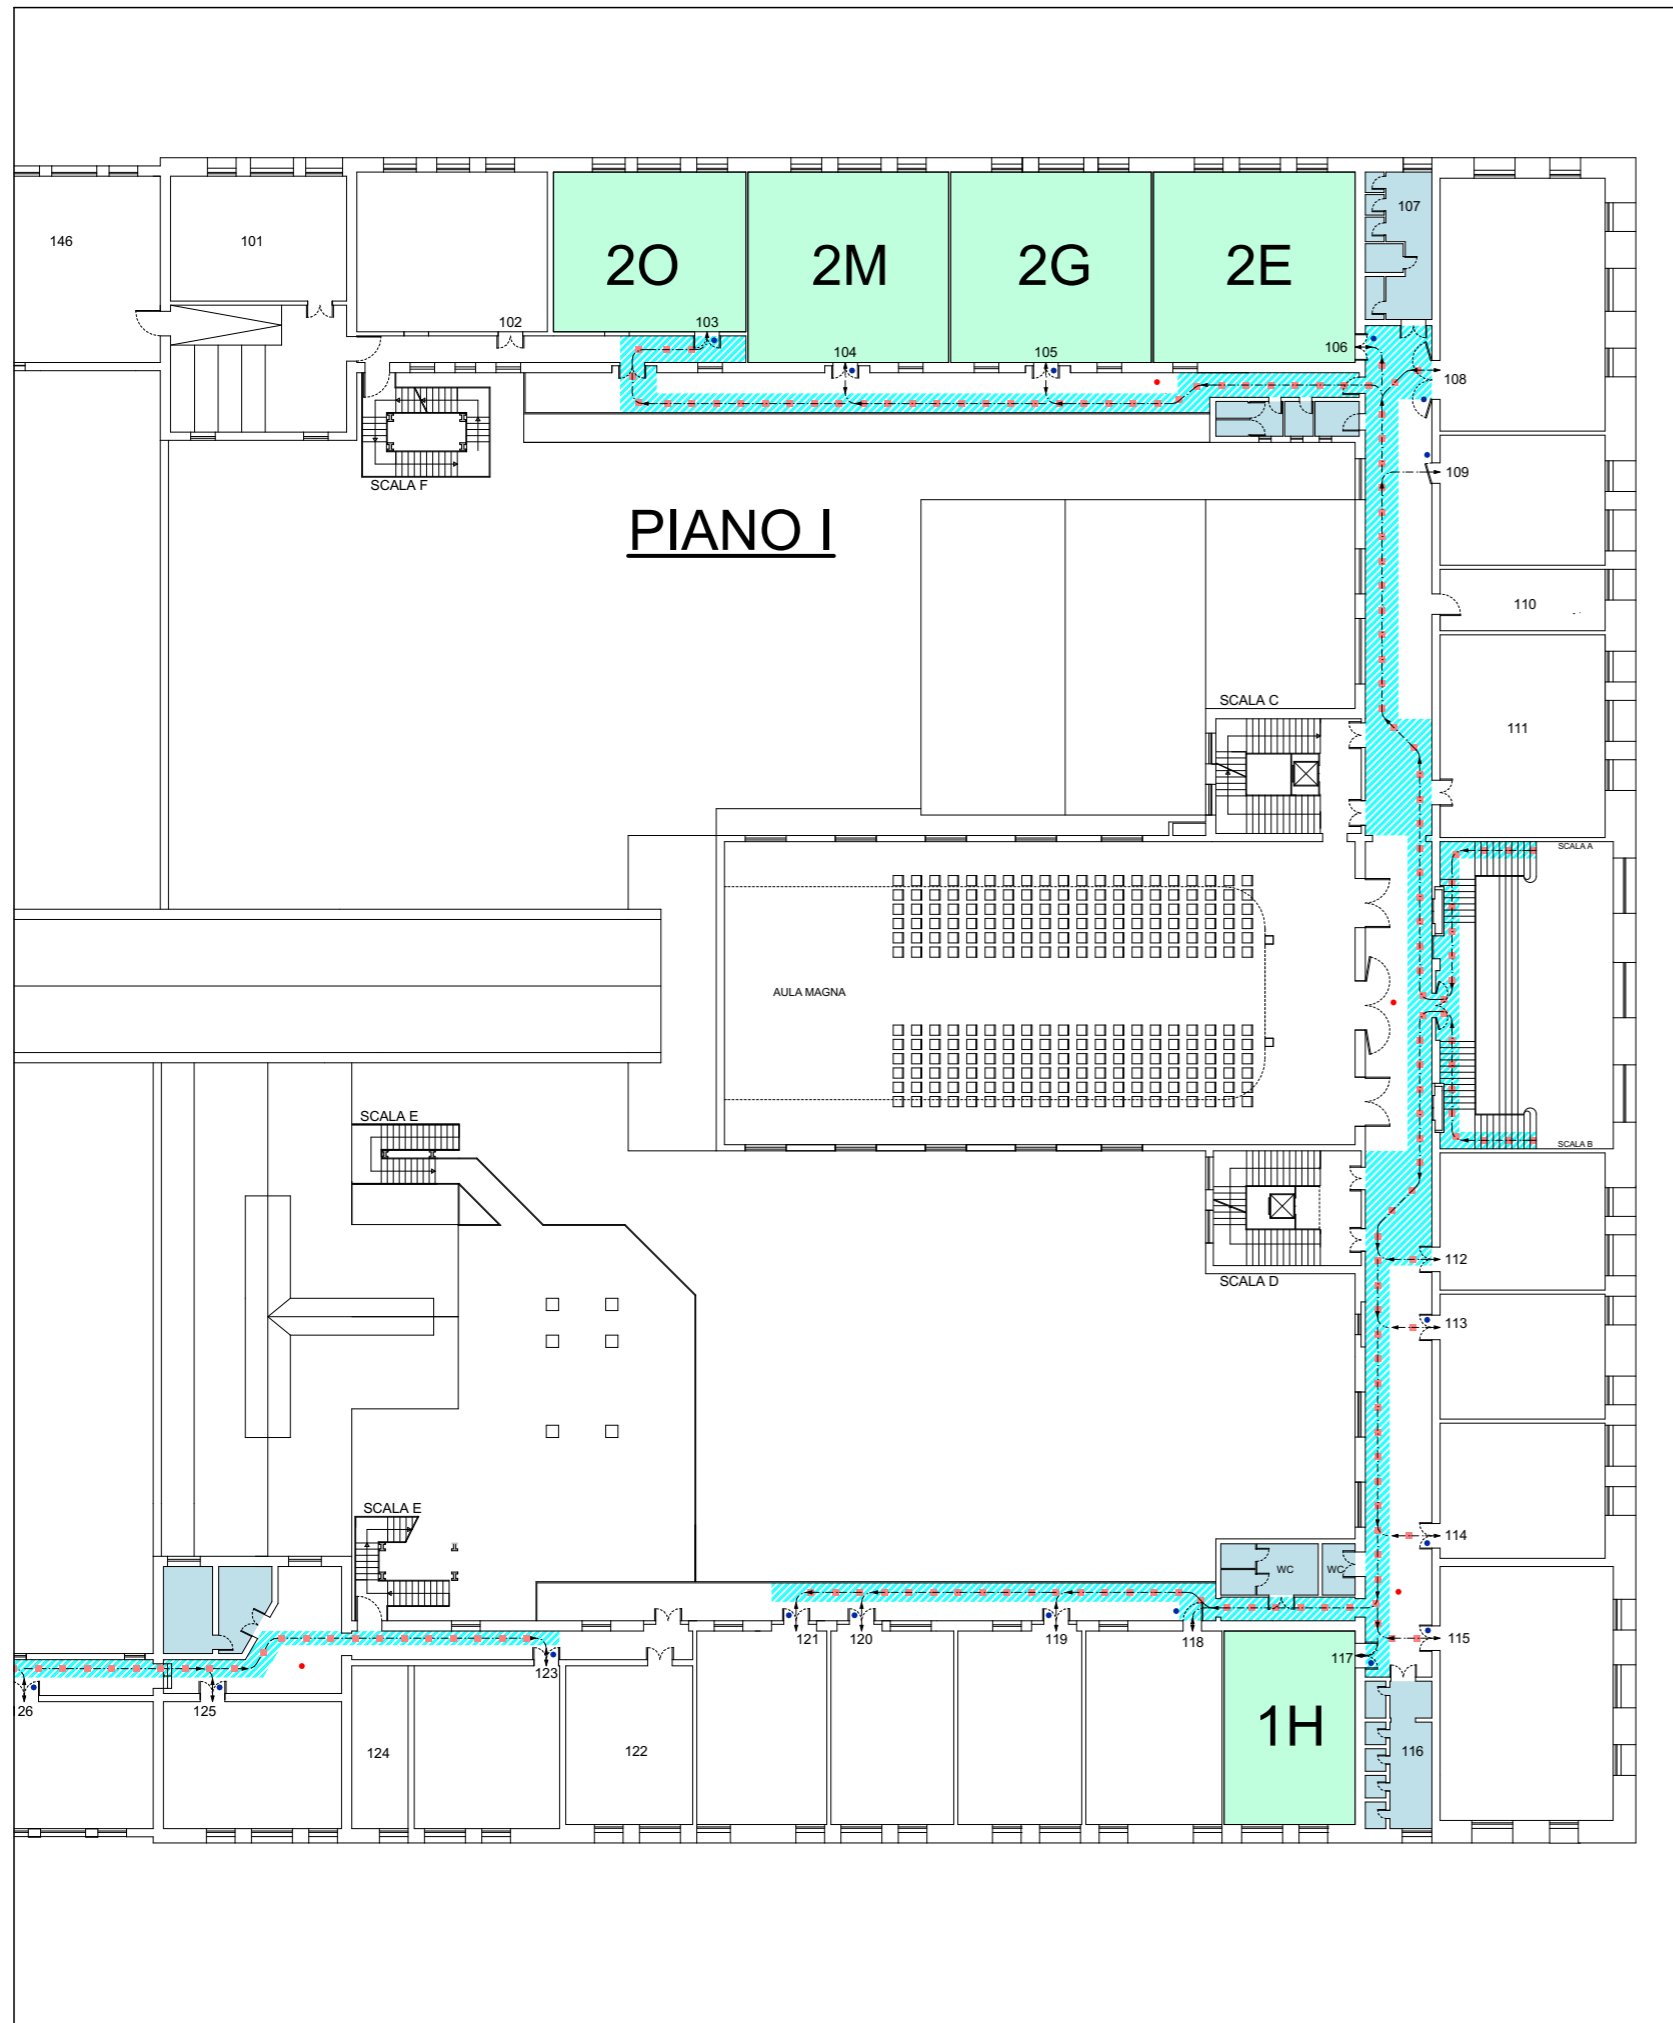 107
146
101
2O
2M
2G
2E
102
103
104
105
106
108
109
SCALA F
PIANO I
110
SCALA C
111
SCALA A
AULA MAGNA
SCALA E
SCALA B
112
SCALA D
113
SCALA E
114
WC
WC
121
120
119
118
117
115
123
126
125
124
122
1H
116